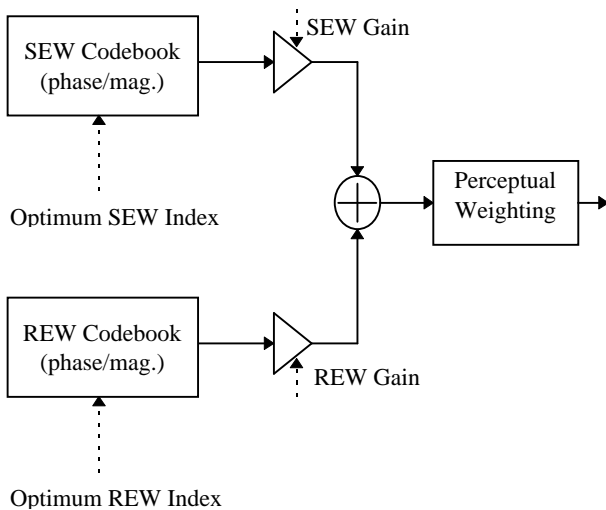 SEW Gain
SEW Codebook
(phase/mag.)
Perceptual
Weighting
Optimum SEW Index
REW Codebook
(phase/mag.)
REW Gain
Optimum REW Index